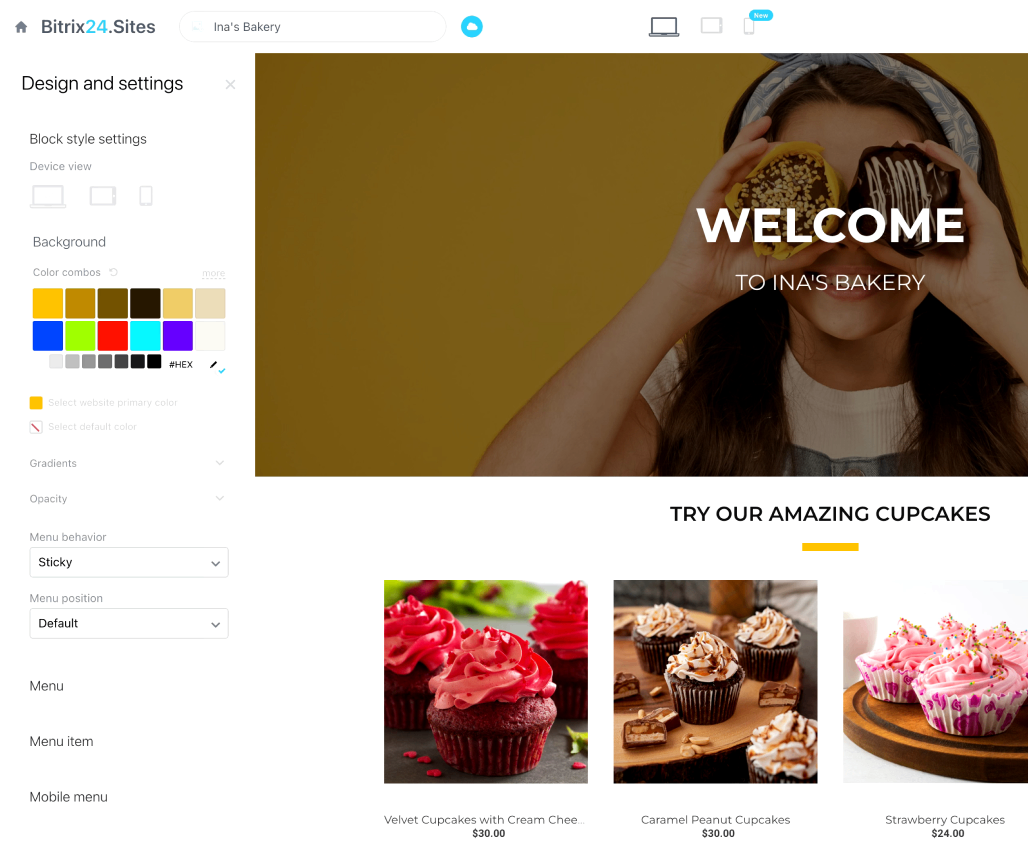 Bitrix24.Sites
Ina's Bakery
New
Design and settings
Block style settings
Device view
Background
Color combos
more
#HEX
Select website primary color
Select default color
Gradients
Opacity
Menu behavior
Sticky
Menu position
Default
Menu
Menu item
Mobile menu
WELCOME
TO INA'S BAKERY
TRY OUR AMAZING CUPCAKES
Velvet Cupcakes with Cream Chee...
$30.00
Caramel Peanut Cupcakes
$30.00
Strawberry Cupcakes
$24.00